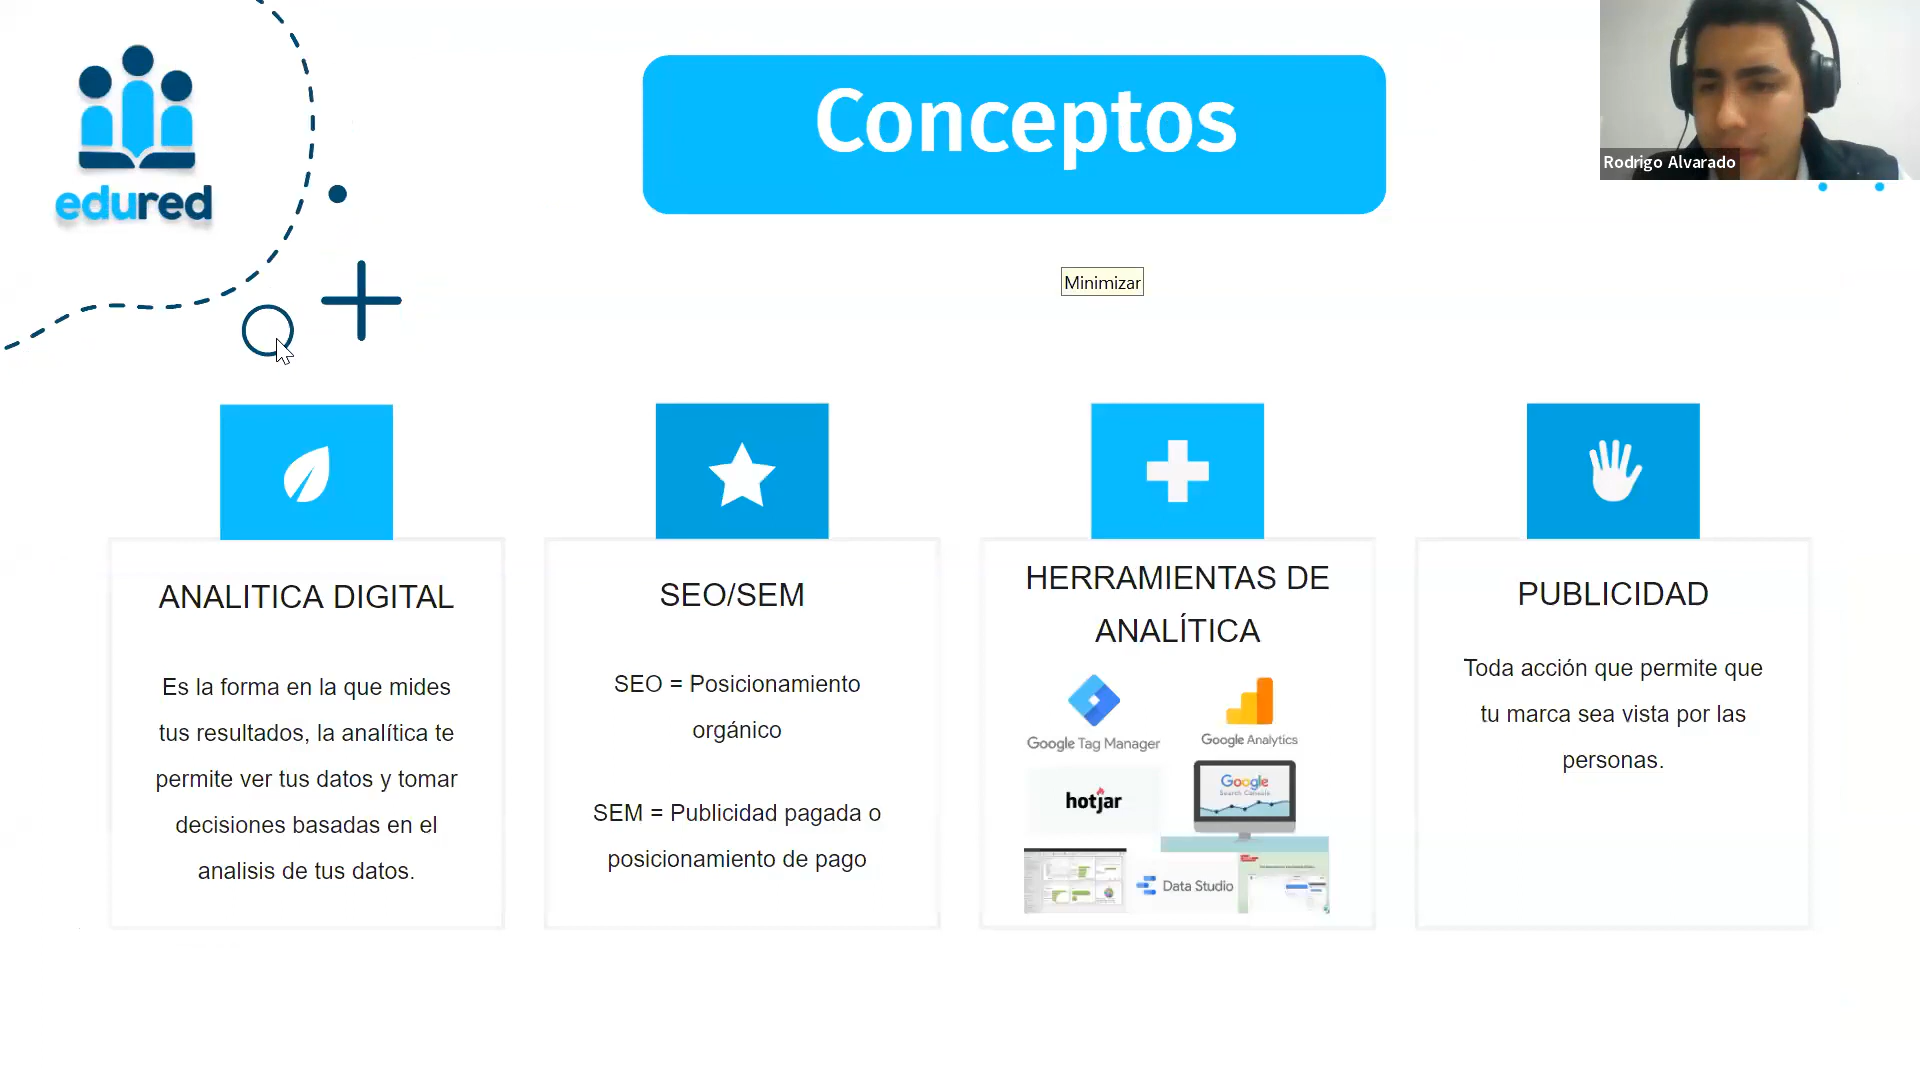 edured
Conceptos
Rodrigo Alvarado
Minimizar
ANALITICA DIGITAL
Es la forma en la que mides
tus resultados, la analítica te
permite ver tus datos y tomar
decisiones basadas en el
analisis de tus datos.
SEO/SEM
SEO = Posicionamiento
orgánico
SEM = Publicidad pagada o
posicionamiento de pago
HERRAMIENTAS DE
ANALÍTICA
Google Tag Manager
Google Analytics
hotjar
Google
Search Console
Data Studio
PUBLICIDAD
Toda acción que permite que
tu marca sea vista por las
personas.